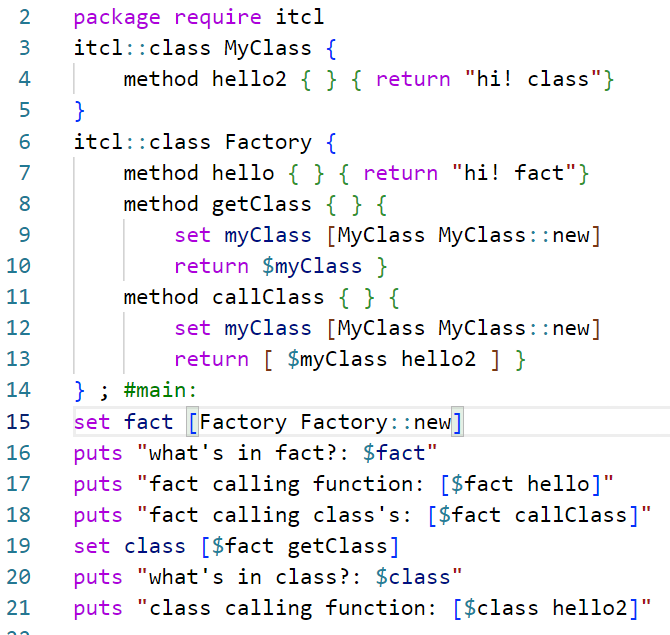 2 package require itcl
3 itcl::class MyClass {
4     method hello2 { } { return "hi! class"}
5 }
6 itcl::class Factory {
7     method hello { } { return "hi! fact"}
8     method getClass { } {
9         set myClass [MyClass MyClass::new]
10         return $myClass }
11     method callClass { } {
12         set myClass [MyClass MyClass::new]
13         return [ $myClass hello2 ] }
14 } ; #main:
15 set fact [Factory Factory::new]
16 puts "what's in fact?: $fact"
17 puts "fact calling function: [$fact hello]"
18 puts "fact calling class's: [$fact callClass]"
19 set class [$fact getClass]
20 puts "what's in class?: $class"
21 puts "class calling function: [$class hello2]"